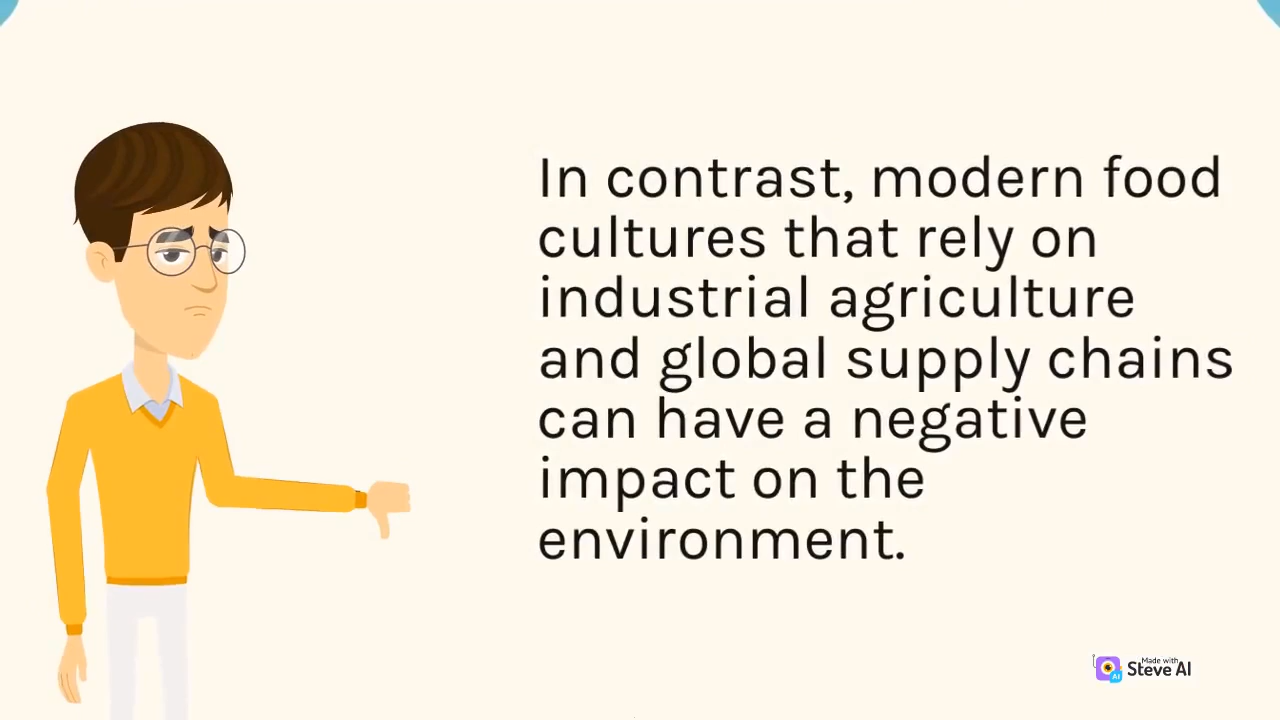 In contrast, modern food
cultures that rely on
industrial agriculture
and global supply chains
can have a negative
impact on the
environment.
Made with
Steve AI
AI